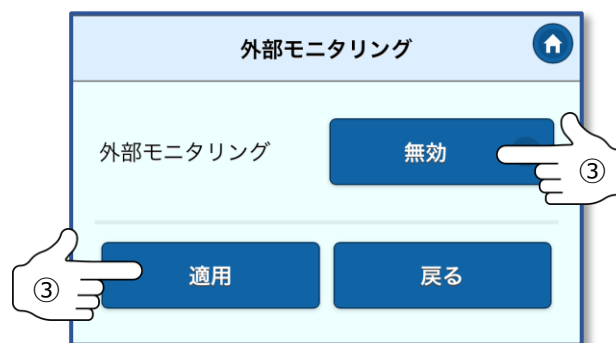 外部モニタリング
外部モニタリング 無効
③
適用 戻る
③